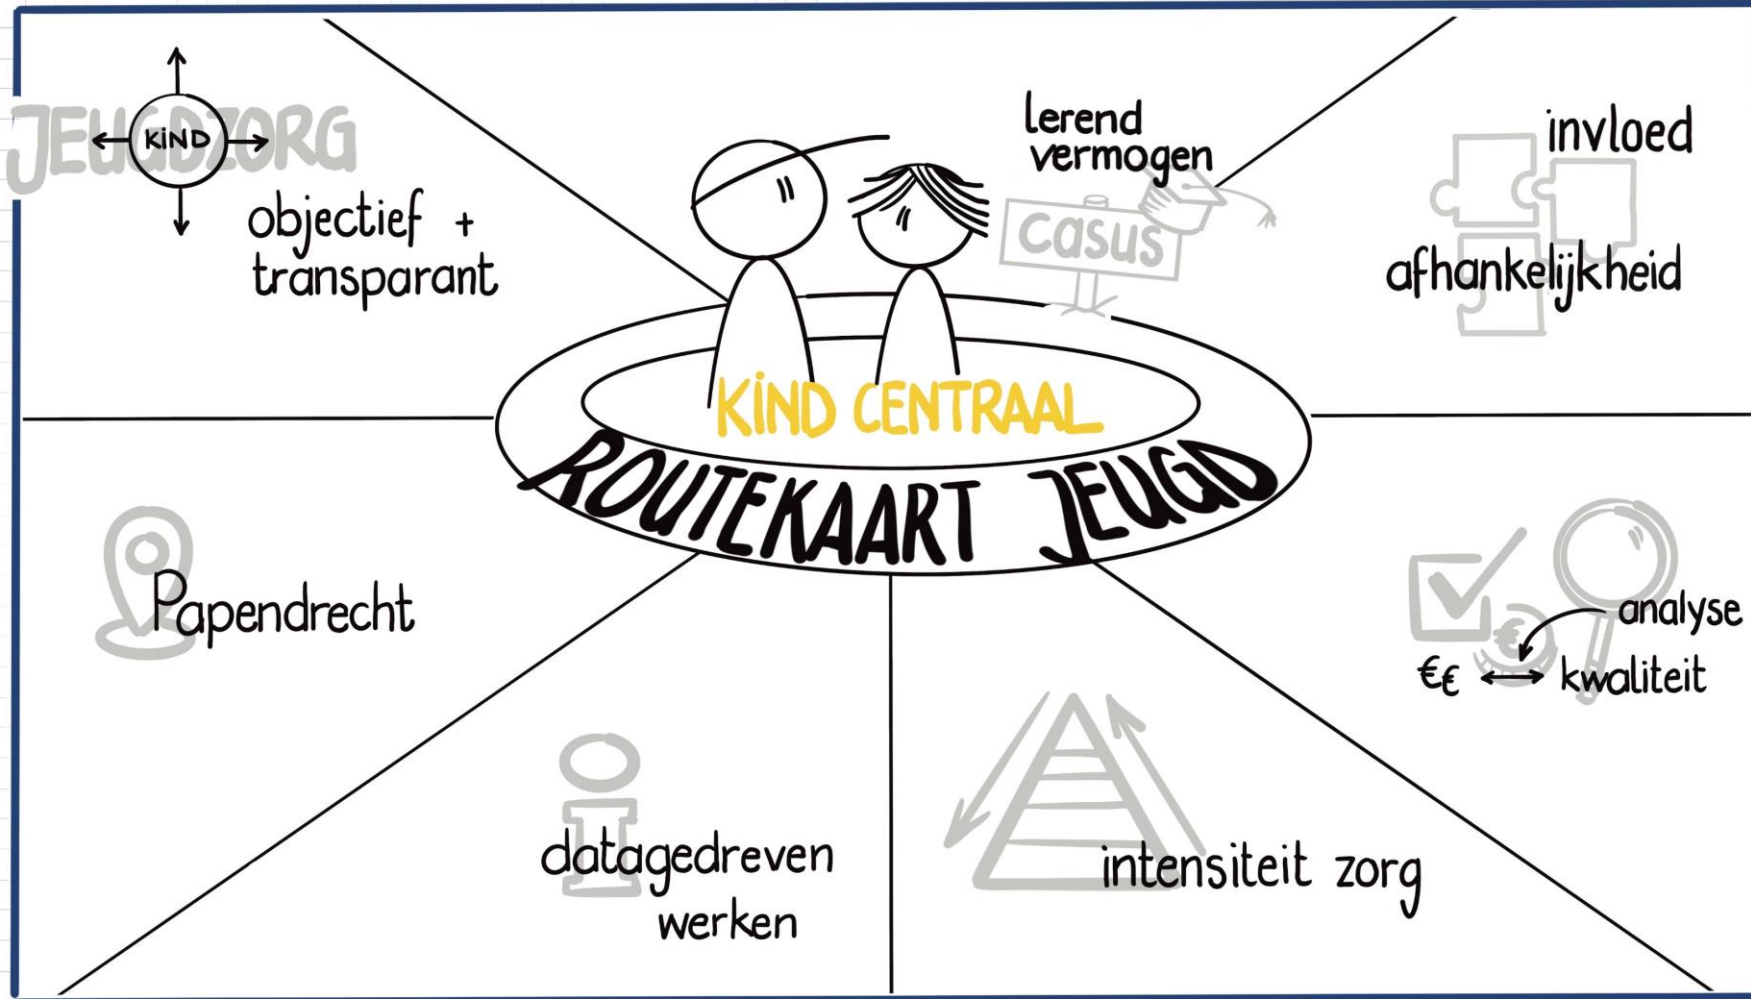 JEUGDZORG
KIND
objectief +
transparant
lerend
vermogen
casus
invloed
afhankelijkheid
KIND CENTRAAL
ROUTEKAART JEUGD
Papendrecht
€
analyse
€€ kwaliteit
datagedreven
werken
intensiteit zorg